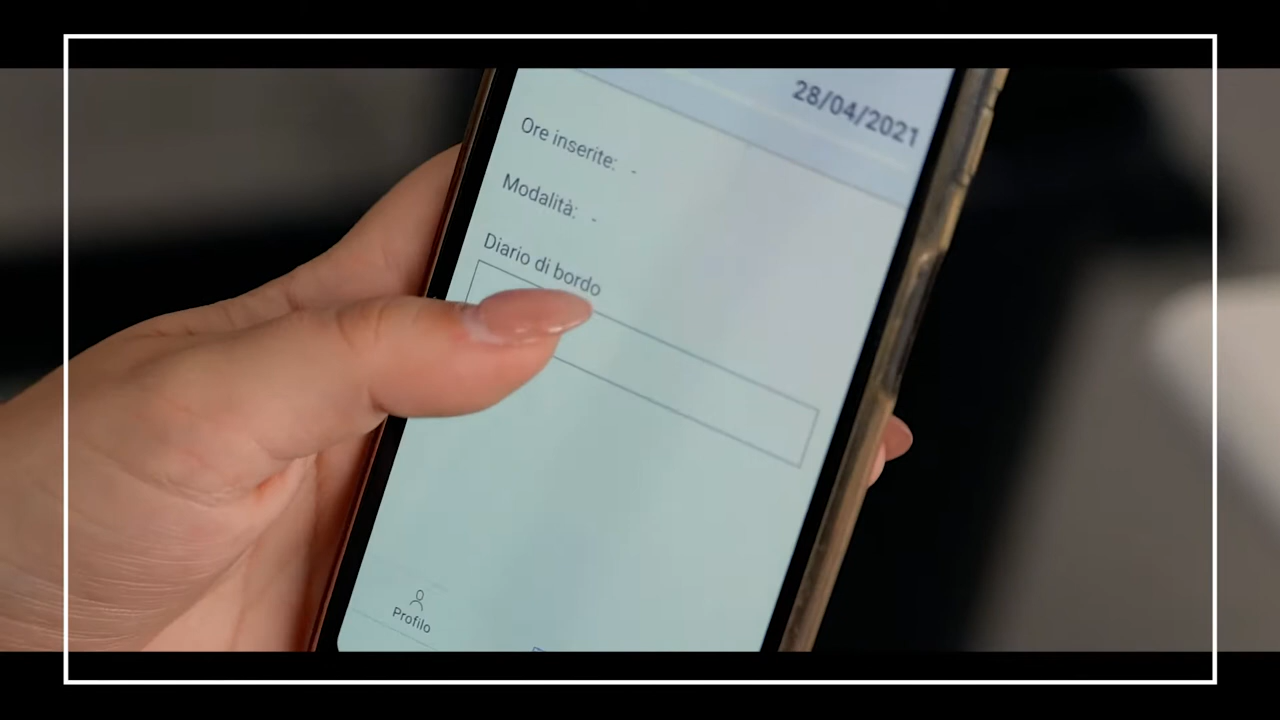 28/04/2021
Ore inserite: -
Modalità: -
Diario di bordo
Profilo